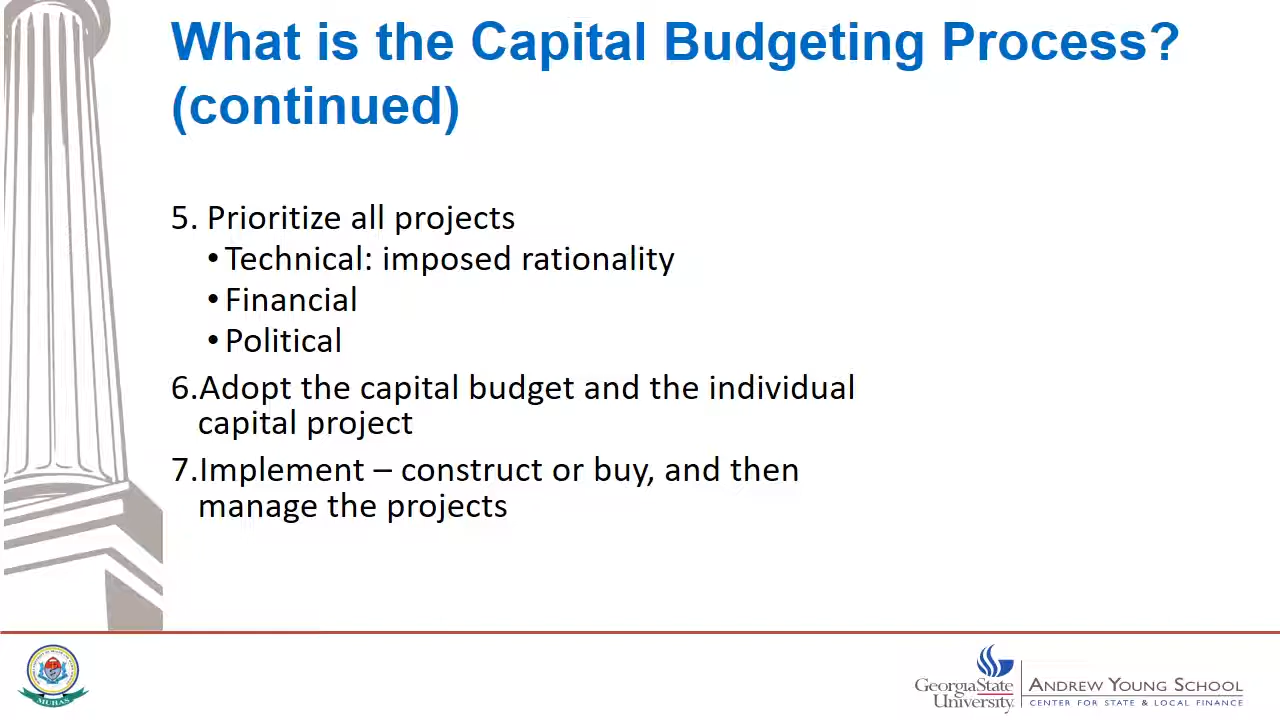 What is the Capital Budgeting Process?
(continued)
5. Prioritize all projects
• Technical: imposed rationality
• Financial
• Political
6.Adopt the capital budget and the individual
capital project
7.Implement – construct or buy, and then
manage the projects
MUHAS
GeorgiaState
University
ANDREW YOUNG SCHOOL
CENTER FOR STATE & LOCAL FINANCE